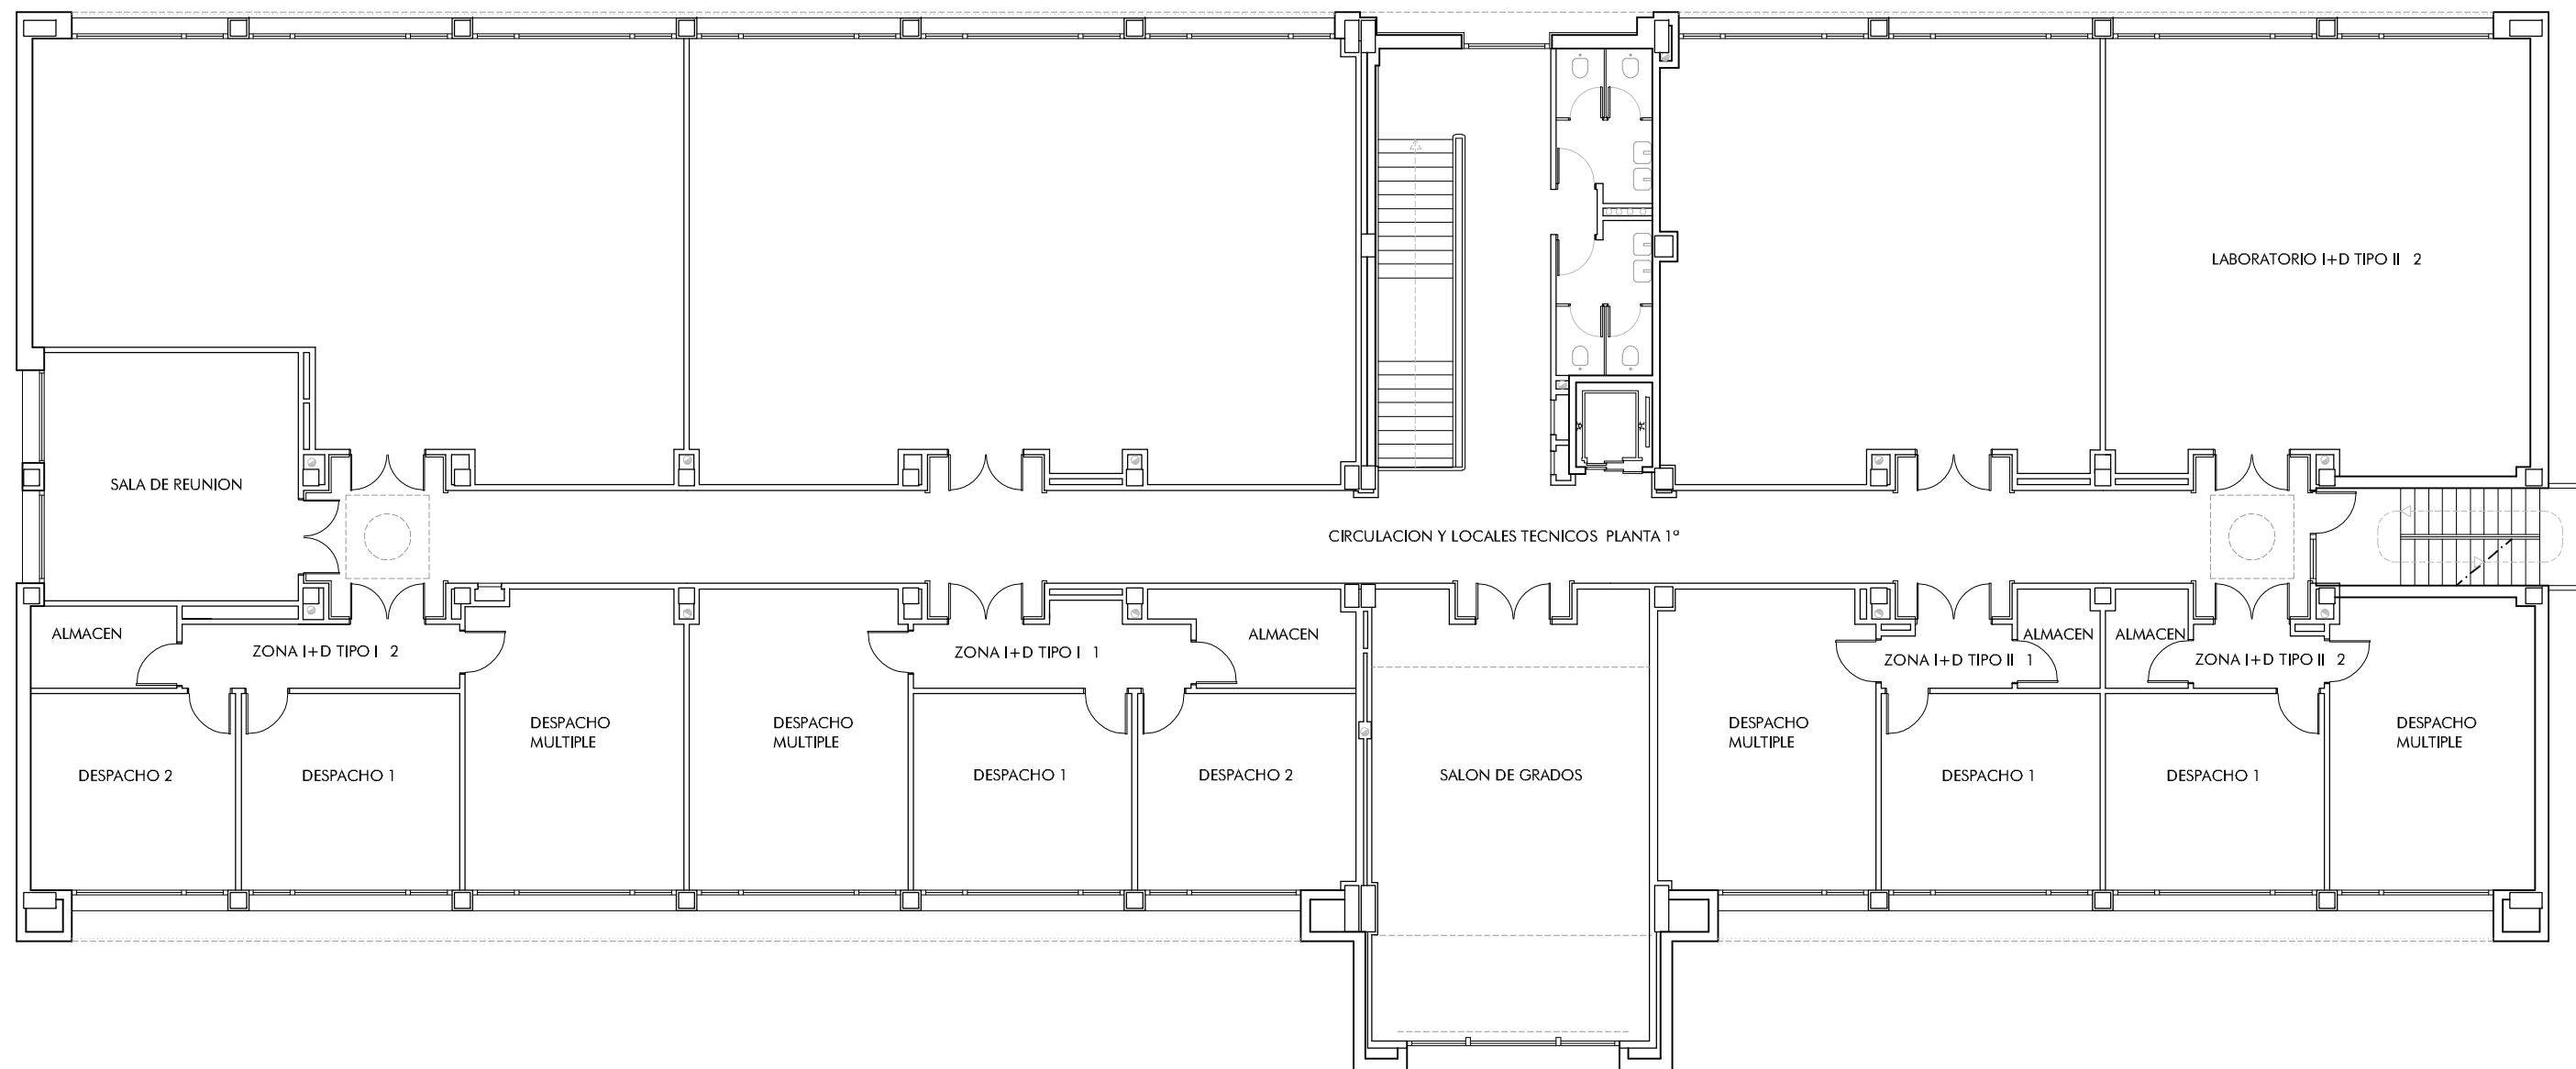 LABORATORIO I+D TIPO II 2
SALA DE REUNION
CIRCULACION Y LOCALES TECNICOS PLANTA 1ª
ALMACEN
ZONA I+D TIPO I 2
ZONA I+D TIPO I 1
ALMACEN
ZONA I+D TIPO II 1
ALMACEN
ALMACEN
ZONA I+D TIPO II 2
DESPACHO 2
DESPACHO 1
DESPACHO
MULTIPLE
DESPACHO
MULTIPLE
DESPACHO 1
DESPACHO 2
SALON DE GRADOS
DESPACHO
MULTIPLE
DESPACHO 1
DESPACHO 1
DESPACHO
MULTIPLE